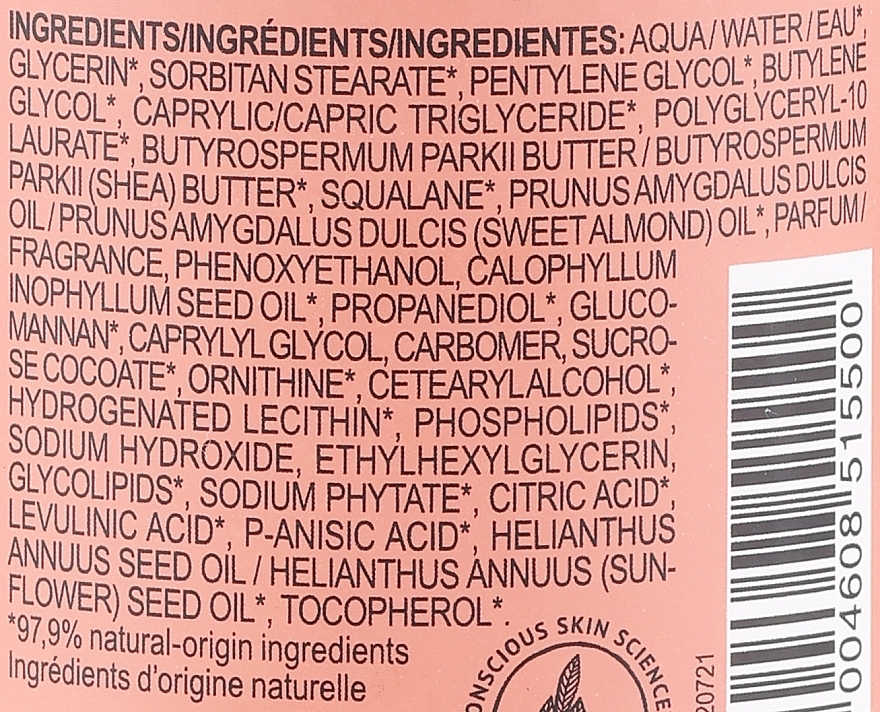 INGREDIENTS/INGRÉDIENTS/INGREDIENTES: AQUA/WATER/EAU*,
GLYCERIN*, SORBITAN STEARATE*, PENTYLENE GLYCOL*, BUTYLENE
GLYCOL*, CAPRYLIC/CAPRIC TRIGLYCERIDE*, POLYGLYCERYL-10
LAURATE*, BUTYROSPERMUM PARKII BUTTER / BUTYROSPERMUM
PARKII (SHEA) BUTTER*, SQUALANE*, PRUNUS AMYGDALUS DULCIS
OIL/PRUNUS AMYGDALUS DULCIS (SWEET ALMOND) OIL*, PARFUM/
FRAGRANCE, PHENOXYETHANOL, CALOPHYLLUM
INOPHYLLUM SEED OIL*, PROPANEDIOL*, GLUCO-
MANNAN*, CAPRYLYL GLYCOL, CARBOMER, SUCRO-
SE COCOATE*, ORNITHINE*, CETEARYL ALCOHOL*,
HYDROGENATED LECITHIN*, PHOSPHOLIPIDS*,
SODIUM HYDROXIDE, ETHYLHEXYLGLYCERIN,
GLYCOLIPIDS*, SODIUM PHYTATE*, CITRIC ACID*,
LEVULINIC ACID*, P-ANISIC ACID*, HELIANTHUS
ANNUUS SEED OIL / HELIANTHUS ANNUUS (SUN-
FLOWER) SEED OIL*, TOCOPHEROL*.
*97,9% natural-origin ingredients
Ingrédients d'origine naturelle
SKIN SCIENCE
20721
004608 515500